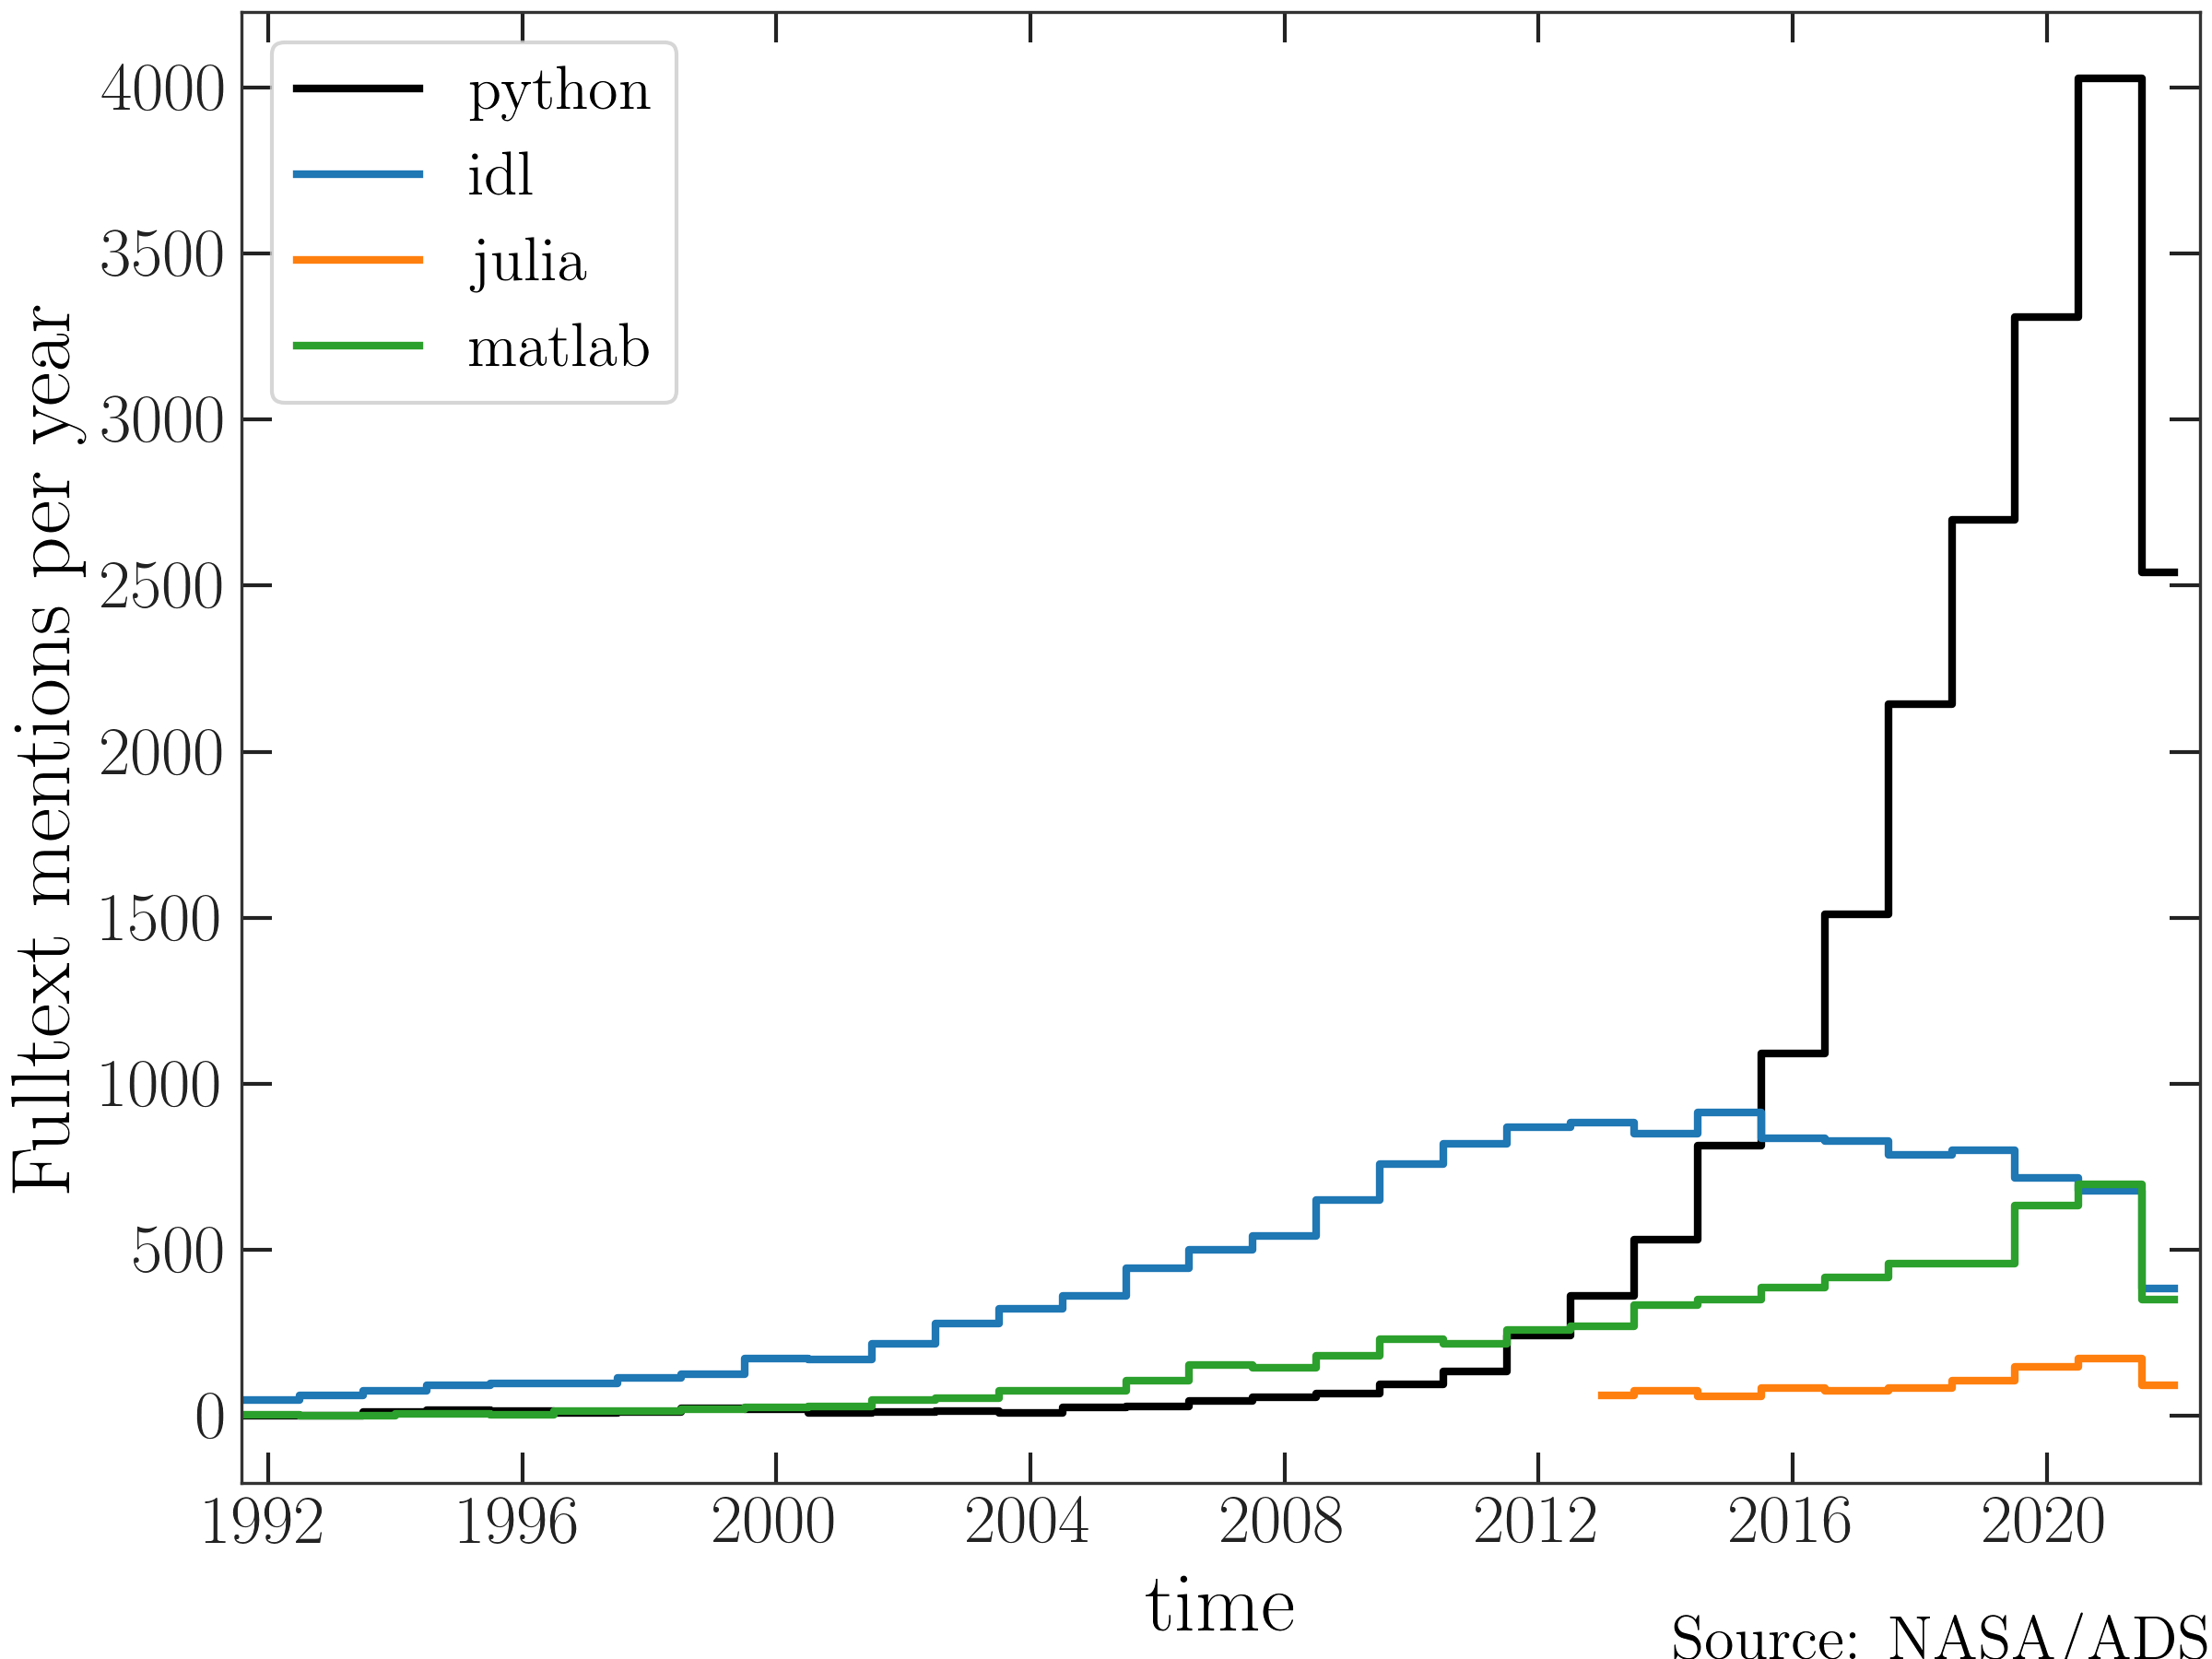 python
idl
julia
matlab
Fulltext mentions per year
4000
3500
3000
2500
2000
1500
1000
500
0
1992 1996 2000 2004 2008 2012 2016 2020
time
Source: NASA/ADS